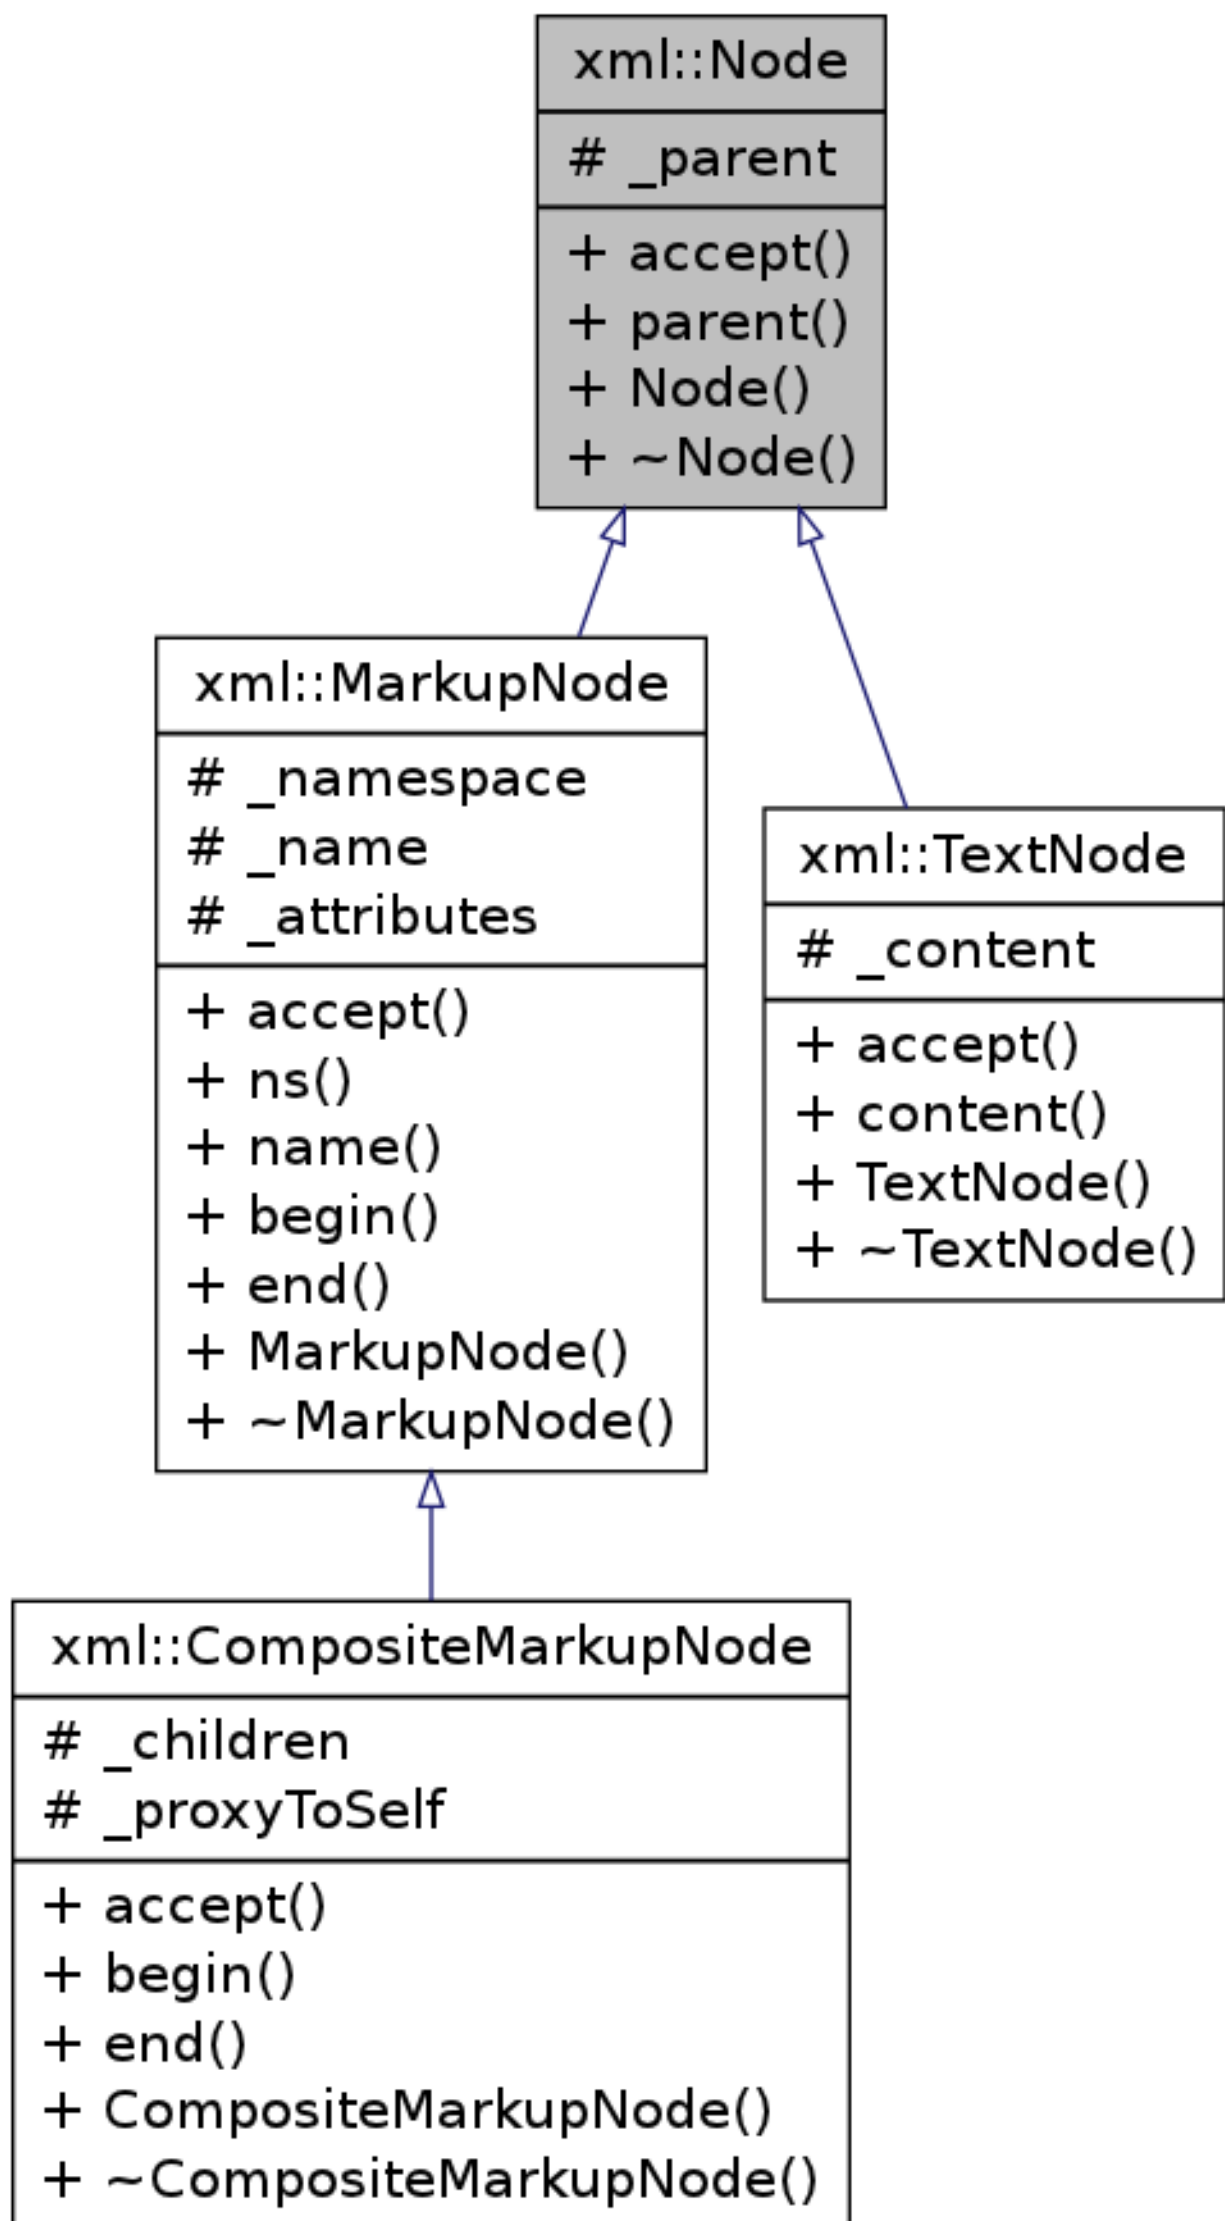 xml::Node
# _parent
+ accept()
+ parent()
+ Node()
+ ~Node()
xml::MarkupNode
# _namespace
# _name
# _attributes
+ accept()
+ ns()
+ name()
+ begin()
+ end()
+ MarkupNode()
+ ~MarkupNode()
xml::TextNode
# _content
+ accept()
+ content()
+ TextNode()
+ ~TextNode()
xml::CompositeMarkupNode
# _children
# _proxyToSelf
+ accept()
+ begin()
+ end()
+ CompositeMarkupNode()
+ ~CompositeMarkupNode()